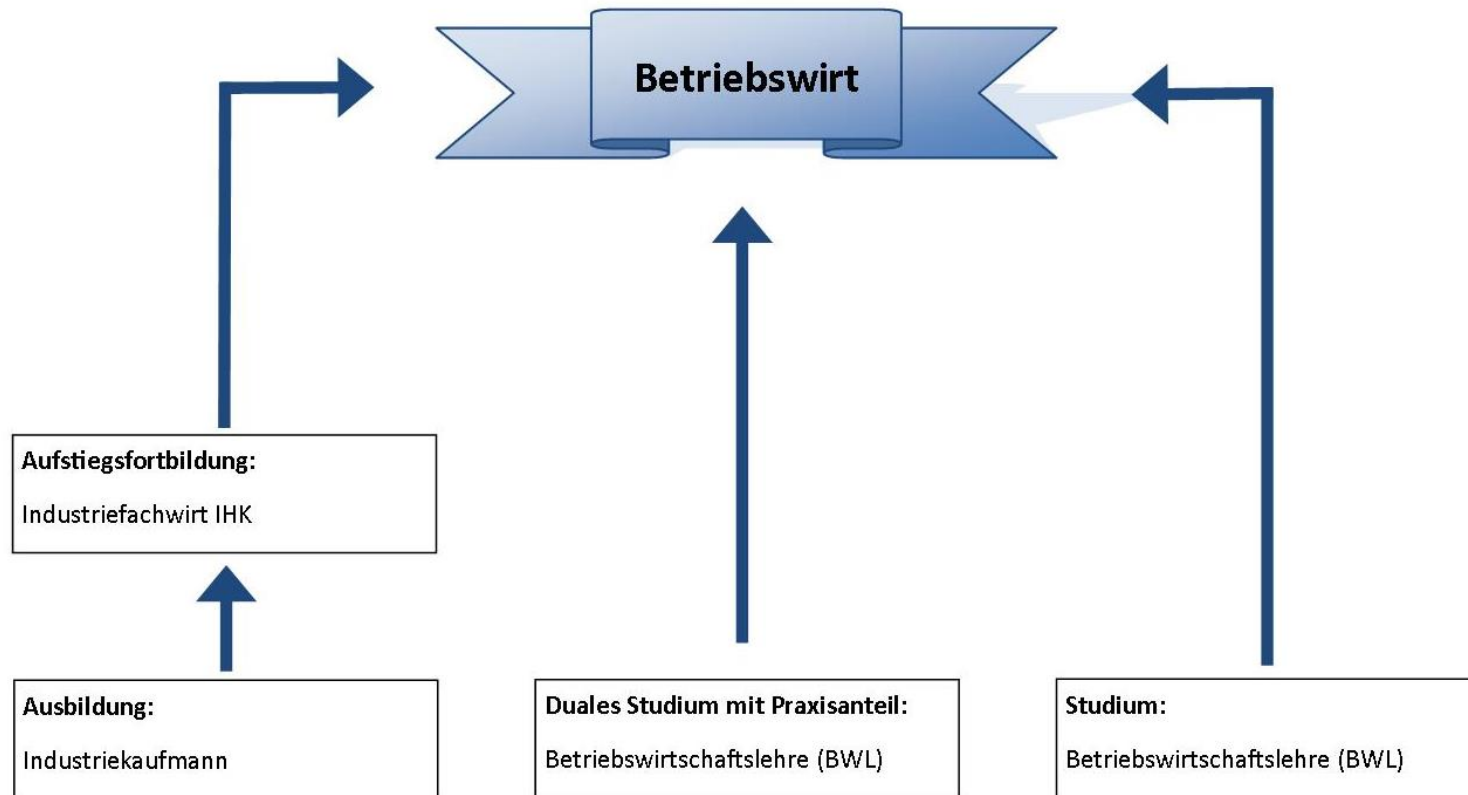 Betriebswirt
Aufstiegsfortbildung:
Industriefachwirt IHK
Ausbildung:
Industriekaufmann
Duales Studium mit Praxisanteil:
Betriebswirtschaftslehre (BWL)
Studium:
Betriebswirtschaftslehre (BWL)